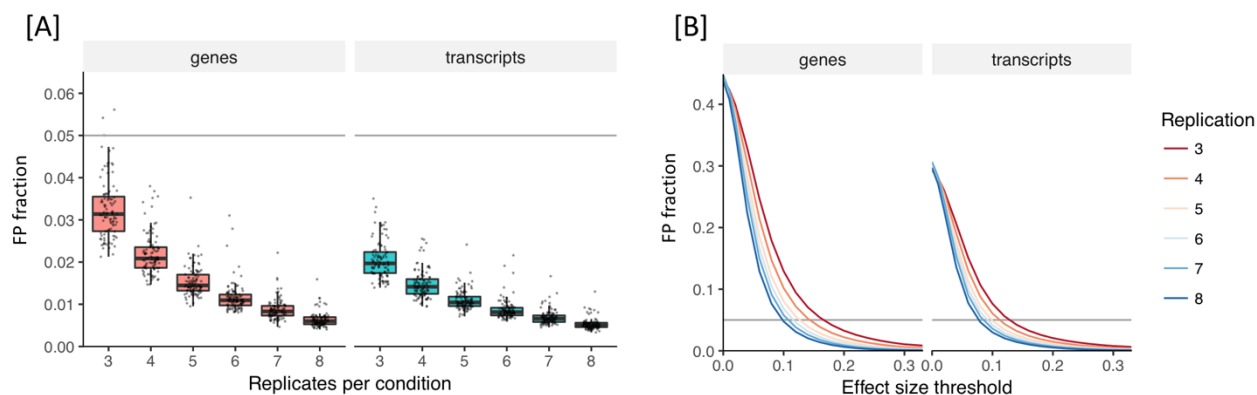 [A]
genes
transcripts
FP fraction
0.06
0.05
0.04
0.03
0.02
0.01
0.00
3 4 5 6 7 8
3 4 5 6 7 8
Replicates per condition
[B]
genes
transcripts
FP fraction
0.4
0.3
0.2
0.1
0.0
0.0 0.1 0.2 0.3
0.0 0.1 0.2 0.3
Effect size threshold
Replication
3
4
5
6
7
8